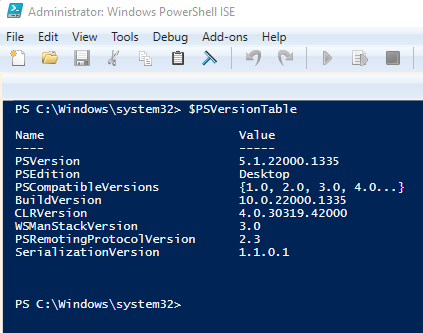 Administrator: Windows PowerShell ISE
File Edit View Tools Debug Add-ons Help
PS C:\Windows\system32> $PSVersionTable
Name                           Value
----                           -----
PSVersion                      5.1.22000.1335
PSEdition                      Desktop
PSCompatibleVersions           {1.0, 2.0, 3.0, 4.0...}
BuildVersion                   10.0.22000.1335
CLRVersion                     4.0.30319.42000
WSManStackVersion              3.0
PSRemotingProtocolVersion      2.3
SerializationVersion           1.1.0.1
PS C:\Windows\system32>